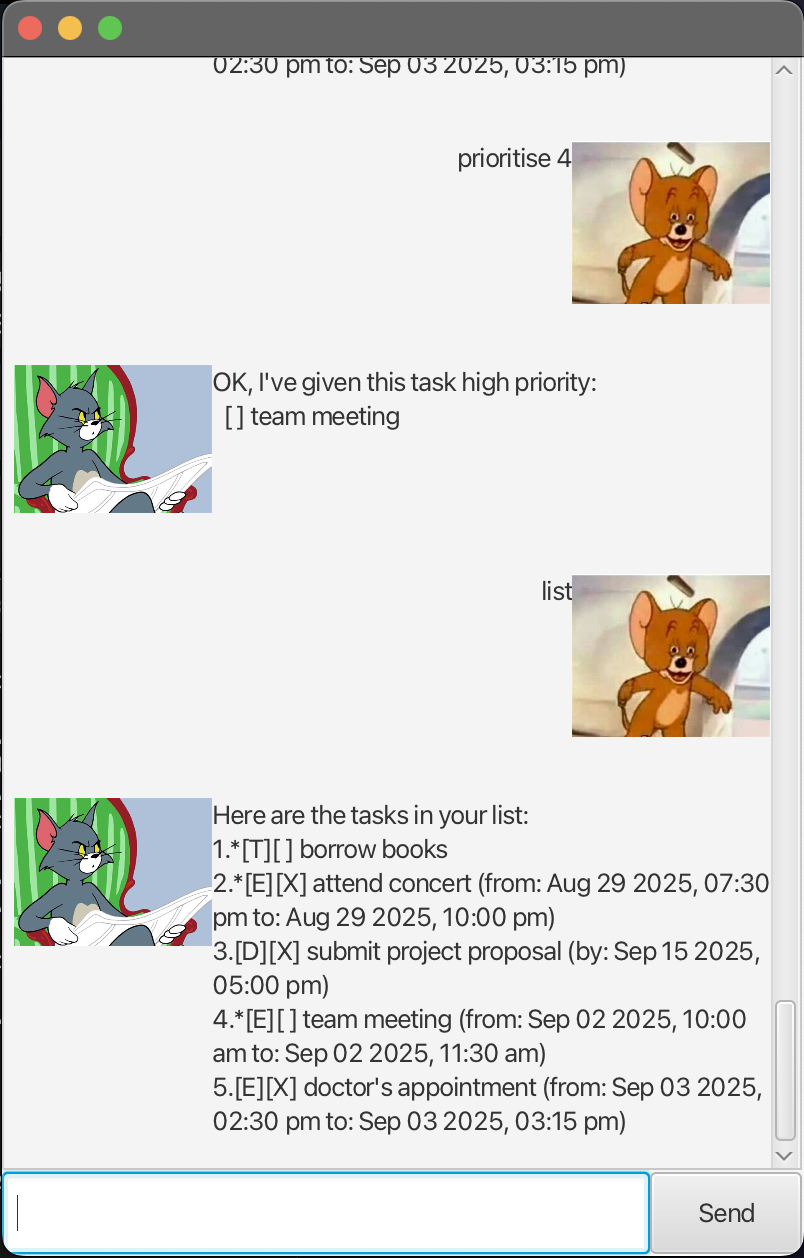 02:30 pm to: Sep 03 2025, 03:15 pm)
prioritise 4
OK, I've given this task high priority:
[ ] team meeting
list
Here are the tasks in your list:
1.*[T][ ] borrow books
2.*[E][X] attend concert (from: Aug 29 2025, 07:30
pm to: Aug 29 2025, 10:00 pm)
3.[D][X] submit project proposal (by: Sep 15 2025,
05:00 pm)
4.*[E][ ] team meeting (from: Sep 02 2025, 10:00
am to: Sep 02 2025, 11:30 am)
5.[E][X] doctor's appointment (from: Sep 03 2025,
02:30 pm to: Sep 03 2025, 03:15 pm)
Send